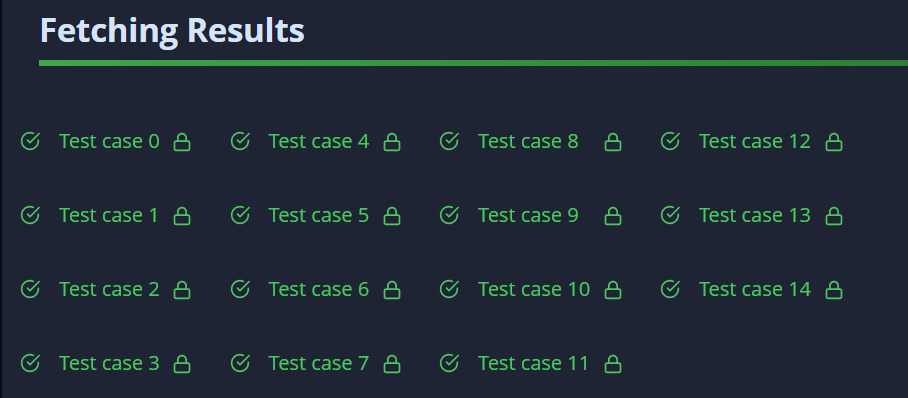 Fetching Results
Test case 0 Test case 4 Test case 8 Test case 12
Test case 1 Test case 5 Test case 9 Test case 13
Test case 2 Test case 6 Test case 10 Test case 14
Test case 3 Test case 7 Test case 11